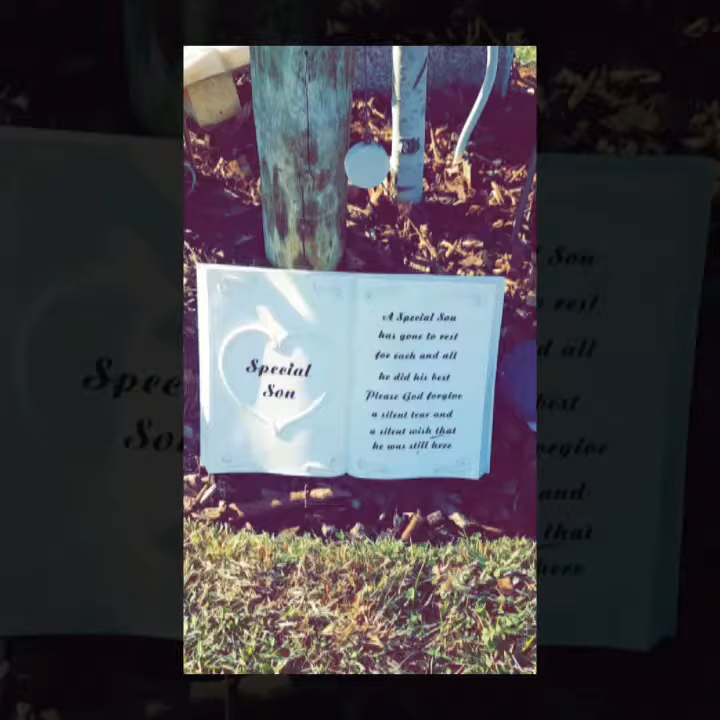 Special
Son
A Special Son
has gone to rest
for each and all
he did his best
Please God forgive
a silent tear and
a silent wish that
he was still here